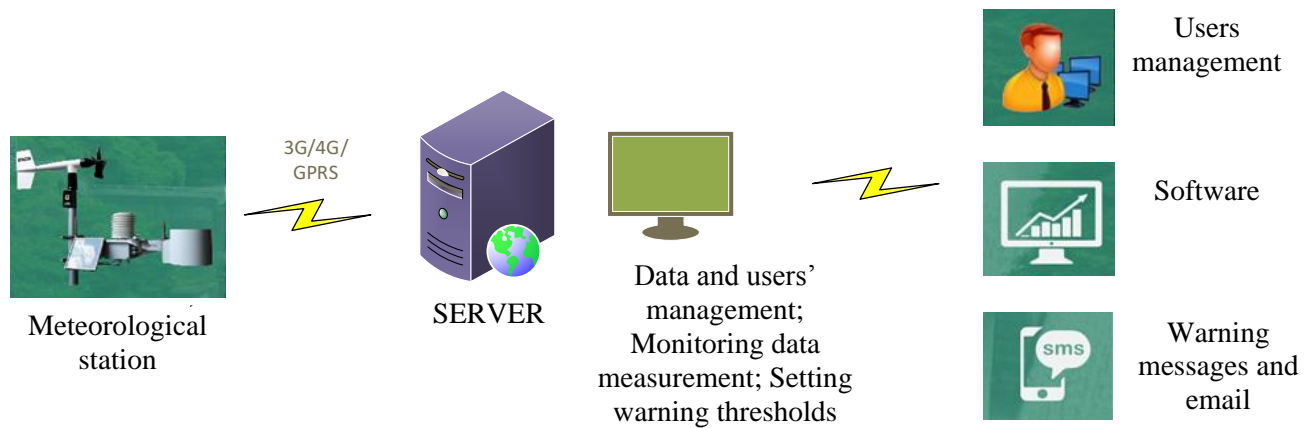 Meteorological
station
3G/4G/
GPRS
SERVER
Data and users’
management;
Monitoring data
measurement; Setting
warning thresholds
Users
management
Software
sms
Warning
messages and
email